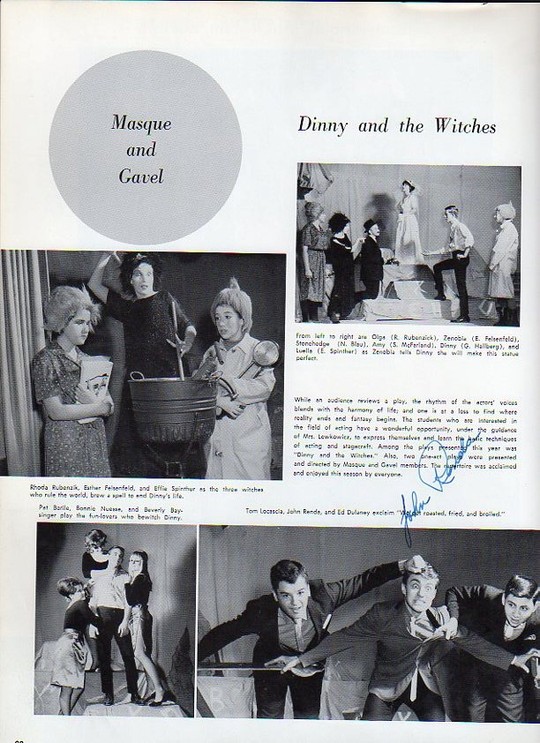 Masque
and
Gavel
Dinny and the Witches
From left to right are Olga (R. Rubenzick), Zenobia (E. Felsenfeld),
Stonehedge (N. Blau), Amy (S. McFarland), Dinny (G. Hallberg), and
Luella (E. Spinther) as Zenobia tells Dinny she will make this statue
perfect.
While an audience reviews a play, the rhythm of the actors' voices
blends with the harmony of life; and one is at a loss to find where
reality ends and fantasy begins. The students who are interested in
the field of acting have a wonderful opportunity, under the guidance
of Mrs. Lewkowicz, to express themselves and learn the basic techniques
of acting and stagecraft. Among the plays presented this year was
"Dinny and the Witches." Also, two one-act plays were presented
and directed by Masque and Gavel members. The repertoire was acclaimed
and enjoyed this season by everyone.
John Rende
Rhoda Rubenzik, Esther Felsenfeld, and Effie Spinther as the three witches
who rule the world, brew a spell to end Dinny's life.
Pat Barile, Bonnie Nuesse, and Beverly Bay-
singer play the fun-lovers who bewitch Dinny.
Tom Locascia, John Rende, and Ed Dulaney exclaim "We roasted, fried, and broiled."